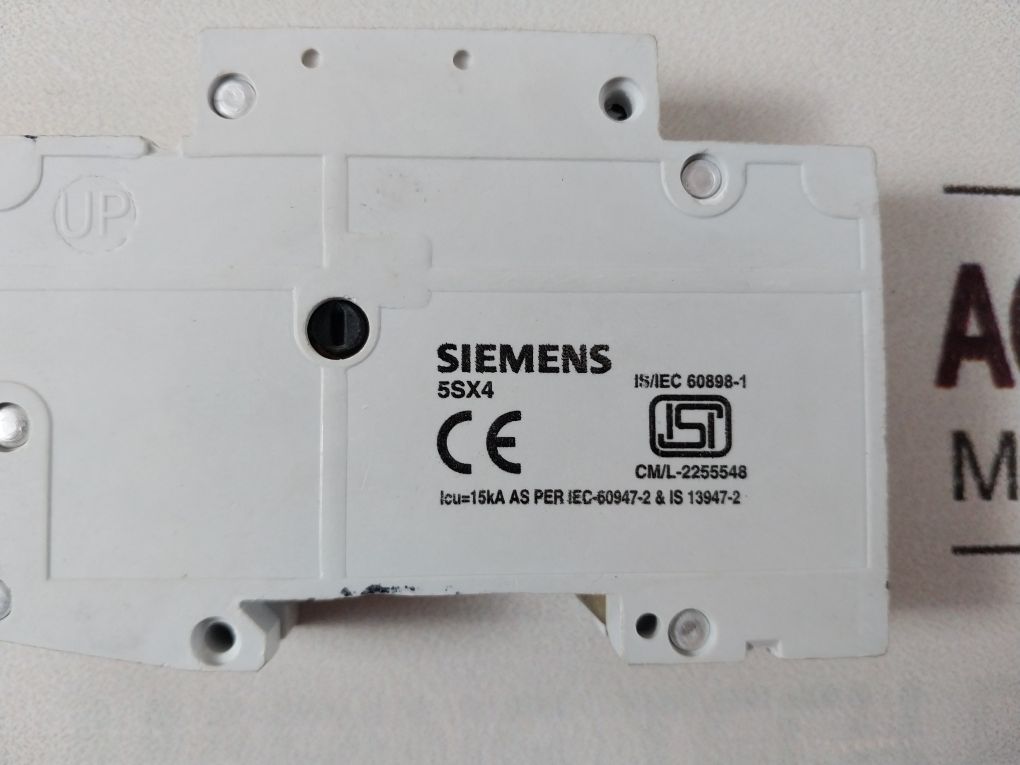 UP
SIEMENS
5SX4
CE
IS/IEC 60898-1
ISI
CM/L-2255548
Icu=15kA AS PER IEC-60947-2 & IS 13947-2